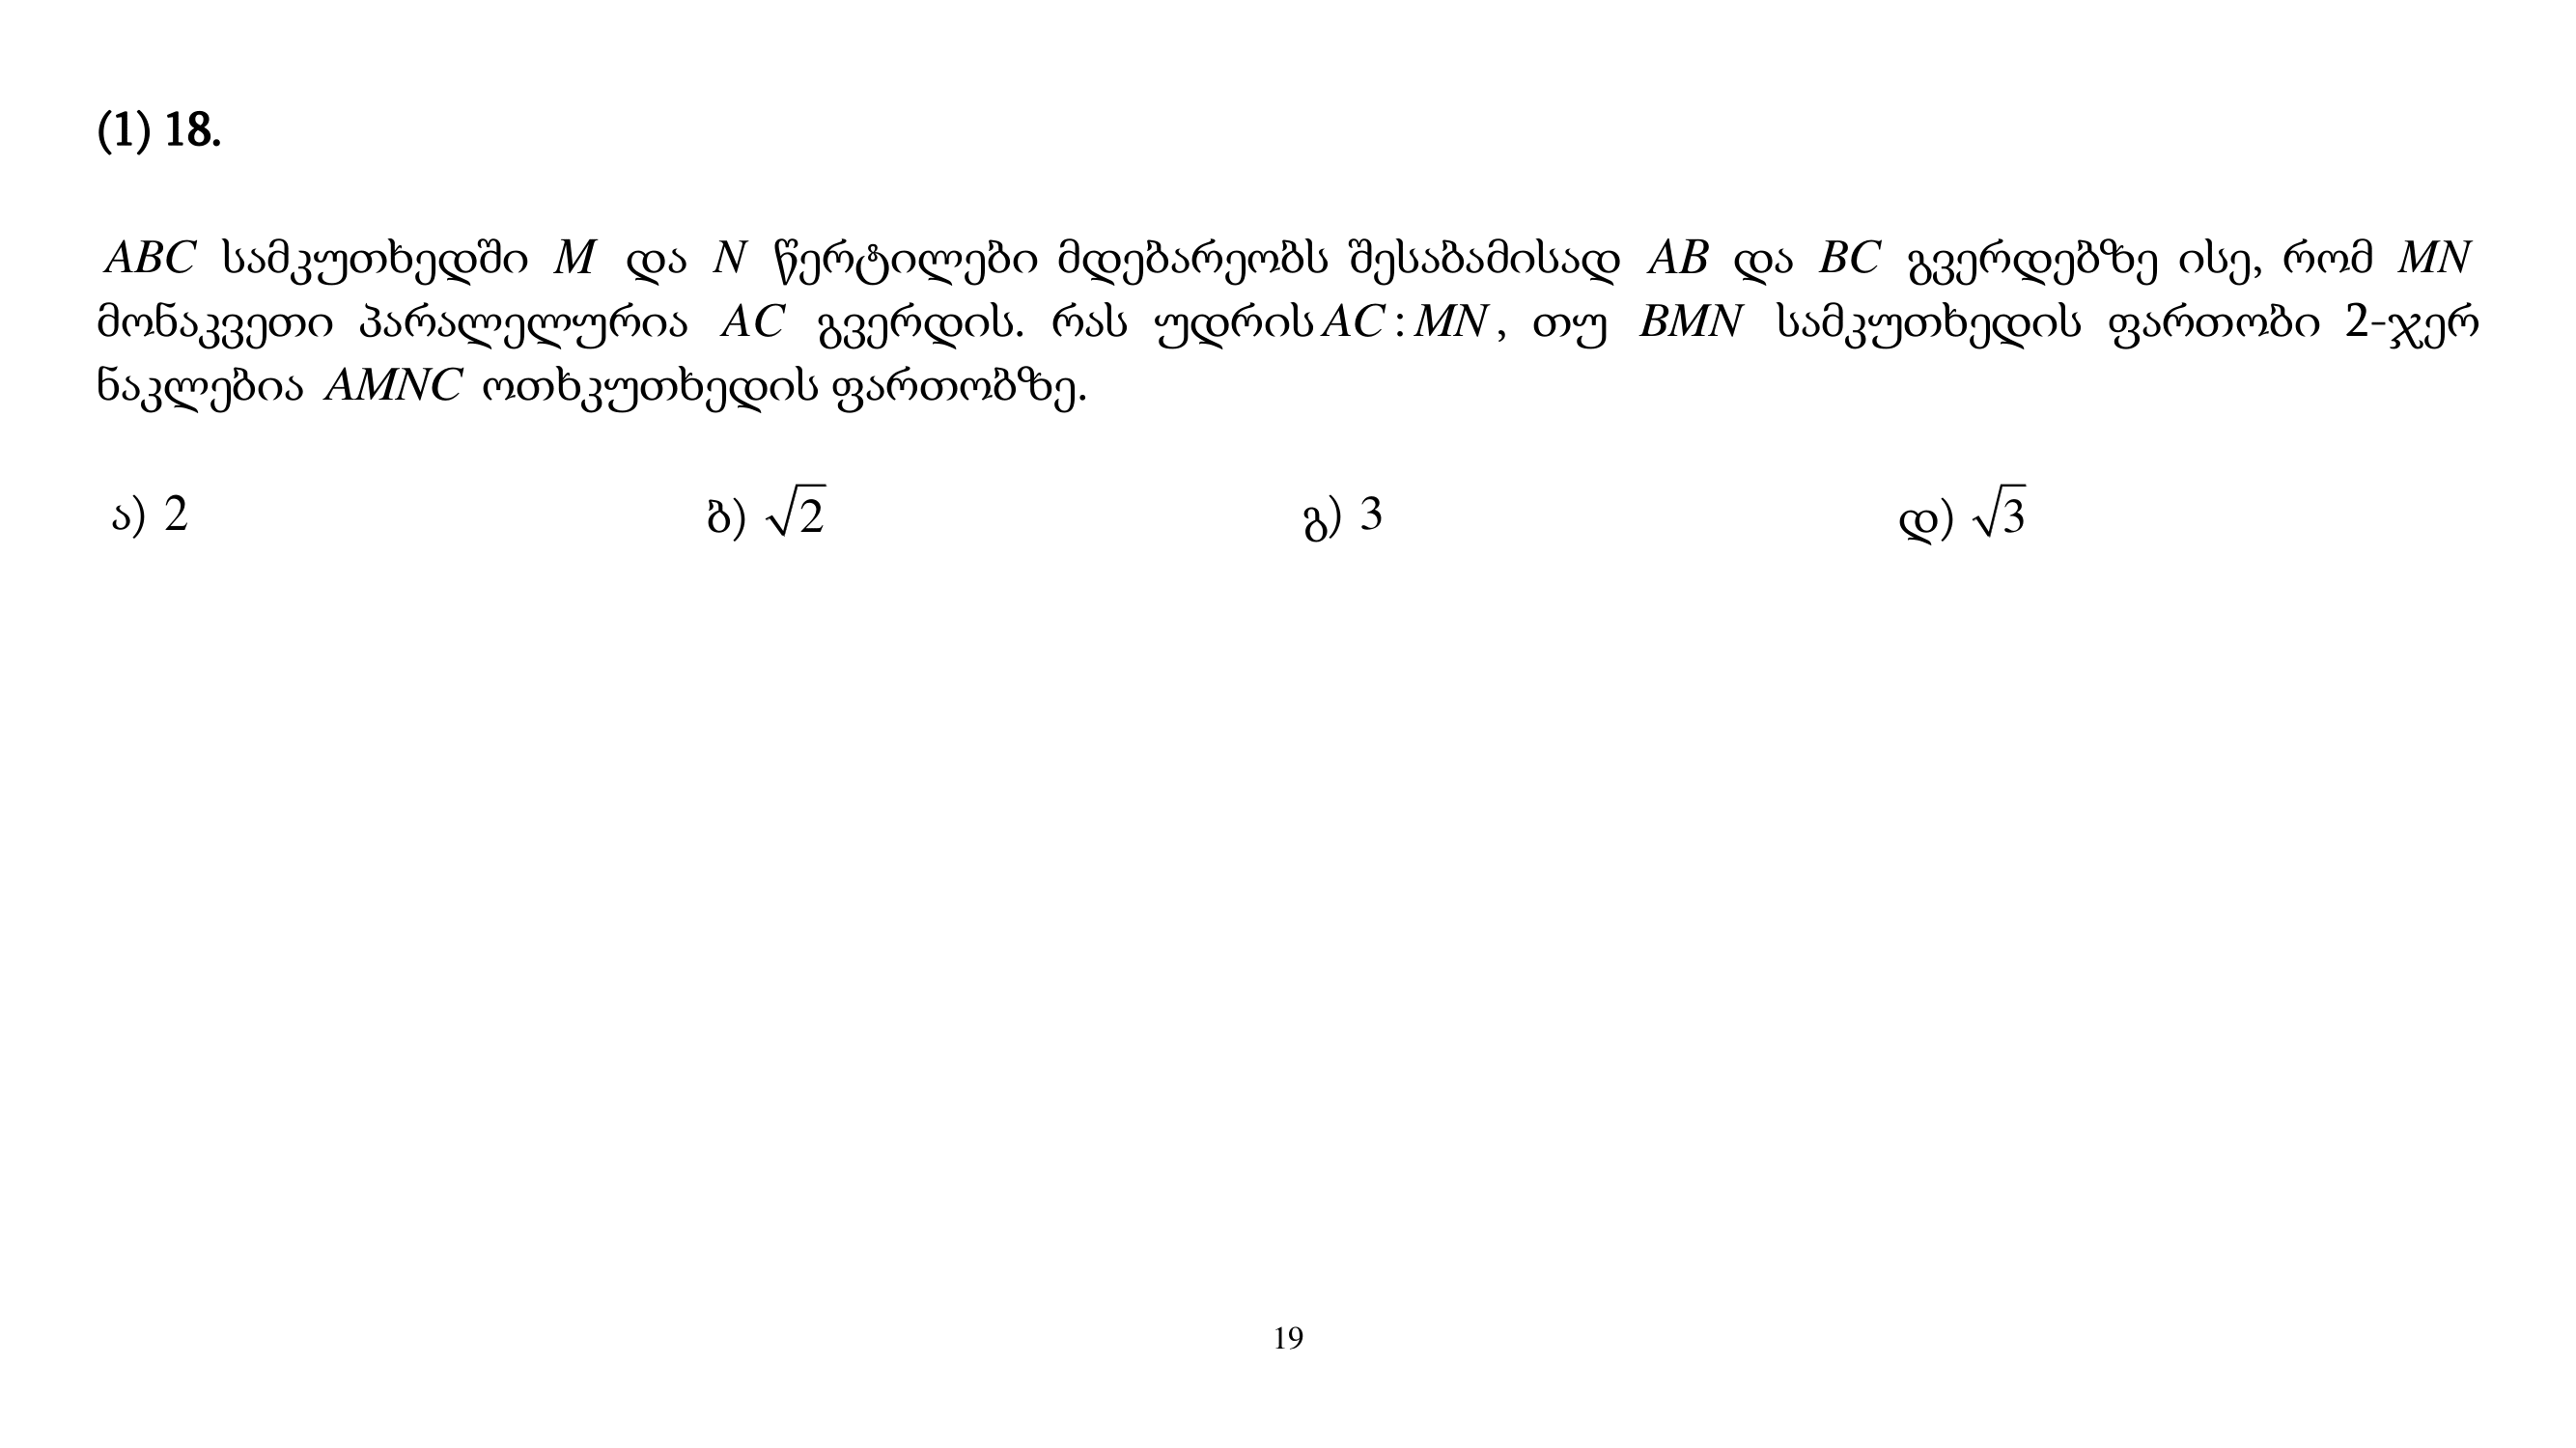 (1) 18.
ABC სამკუთხედში M და N წერტილები მდებარეობს შესაბამისად AB და BC გვერდებზე ისე, რომ MN
მონაკვეთი პარალელურია AC გვერდის. რას უდრის AC : MN, თუ BMN სამკუთხედის ფართობი 2-ჯერ
ნაკლებია AMNC ოთხკუთხედის ფართობზე.
ა) 2 ბ) √2 გ) 3 დ) √3
19